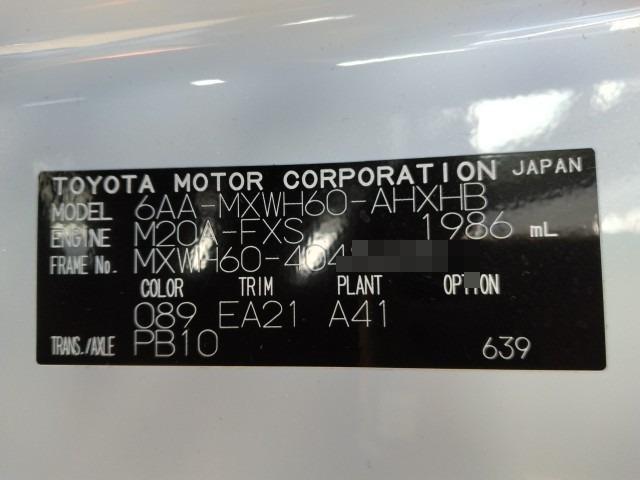 TOYOTA MOTOR CORPORATION JAPAN
MODEL 6AA-MXWH60-AHXHB
ENGINE M20A-FXS 1986 mL
FRAME No. MXWH60-404
COLOR TRIM PLANT OPTION
089 EA21 A41
TRANS./AXLE PB10 639